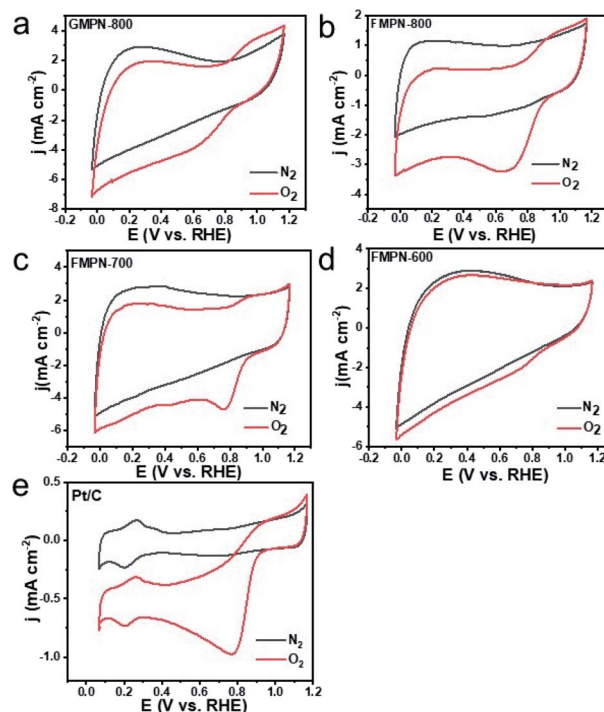 a
GMPN-800
4
2
0
-2
-4
-6
-8
j (mA cm⁻²)
N₂
O₂
-0.2 0.0 0.2 0.4 0.6 0.8 1.0 1.2
E (V vs. RHE)
b
FMPN-800
2
1
0
-1
-2
-3
-4
j (mA cm⁻²)
N₂
O₂
-0.2 0.0 0.2 0.4 0.6 0.8 1.0 1.2
E (V vs. RHE)
c
FMPN-700
4
2
0
-2
-4
-6
j(mA cm⁻²)
N₂
O₂
-0.2 0.0 0.2 0.4 0.6 0.8 1.0 1.2
E (V vs. RHE)
d
FMPN-600
4
2
0
-2
-4
-6
j (mA cm⁻²)
N₂
O₂
-0.2 0.0 0.2 0.4 0.6 0.8 1.0 1.2
E (V vs. RHE)
e
Pt/C
0.5
0.0
-0.5
-1.0
j (mA cm⁻²)
N₂
O₂
0.0 0.2 0.4 0.6 0.8 1.0 1.2
E (V vs. RHE)